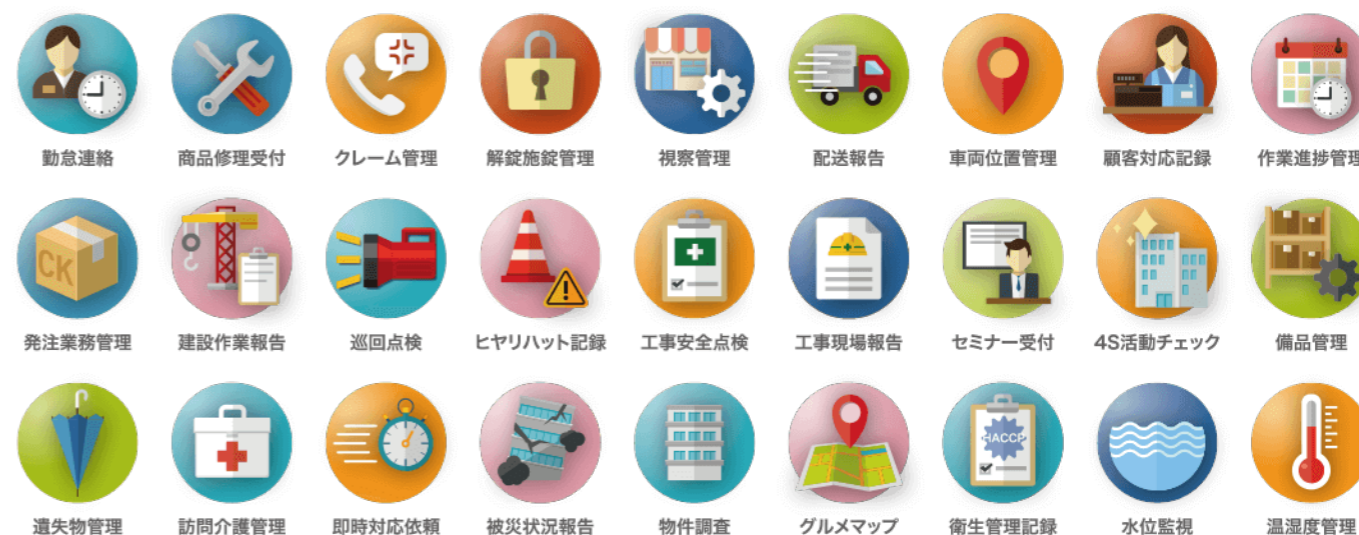 勤怠連絡
商品修理受付
クレーム管理
解錠施錠管理
視察管理
配送報告
車両位置管理
顧客対応記録
作業進捗管理
CK
発注業務管理
建設作業報告
巡回点検
ヒヤリハット記録
工事安全点検
工事現場報告
セミナー受付
4S活動チェック
備品管理
HACCP
遺失物管理
訪問介護管理
即時対応依頼
被災状況報告
物件調査
グルメマップ
衛生管理記録
水位監視
温湿度管理